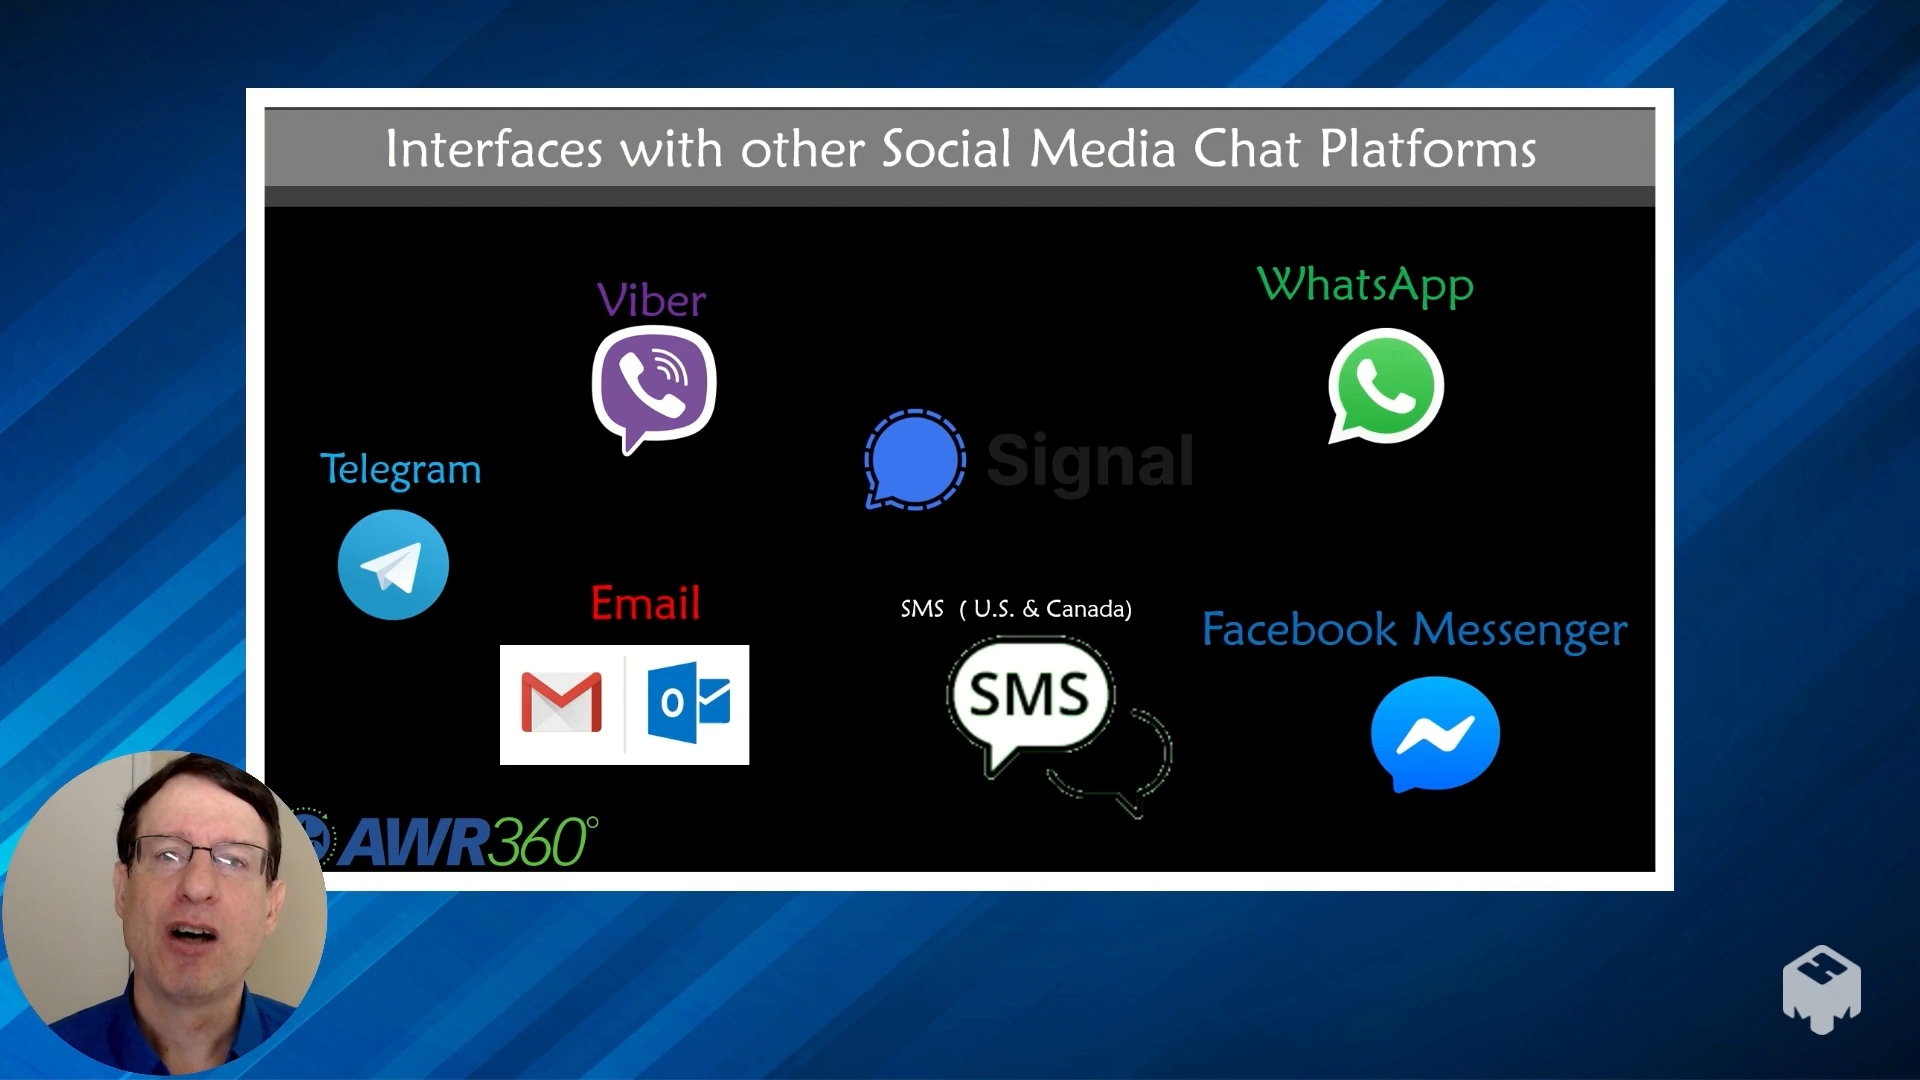 Interfaces with other Social Media Chat Platforms
Viber
WhatsApp
Signal
Telegram
Email
SMS ( U.S. & Canada)
Facebook Messenger
O
SMS
AWR360°